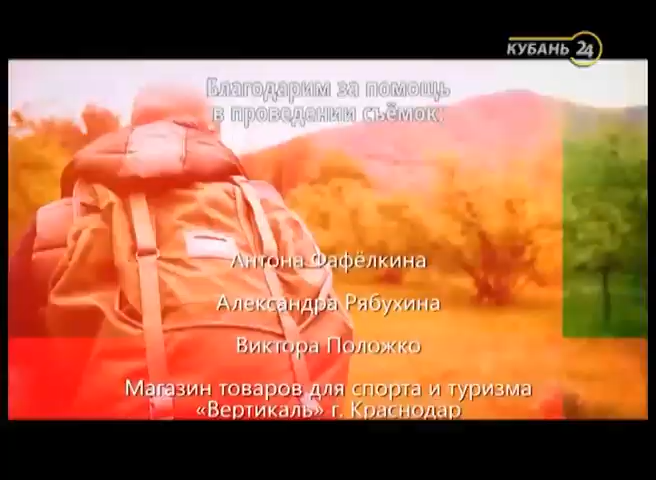 КУБАНЬ 24
Благодарим за помощь
в проведении съёмок:
Антона Фафёлкина
Александра Рябухина
Виктора Положко
Магазин товаров для спорта и туризма
«Вертикаль» г. Краснодар